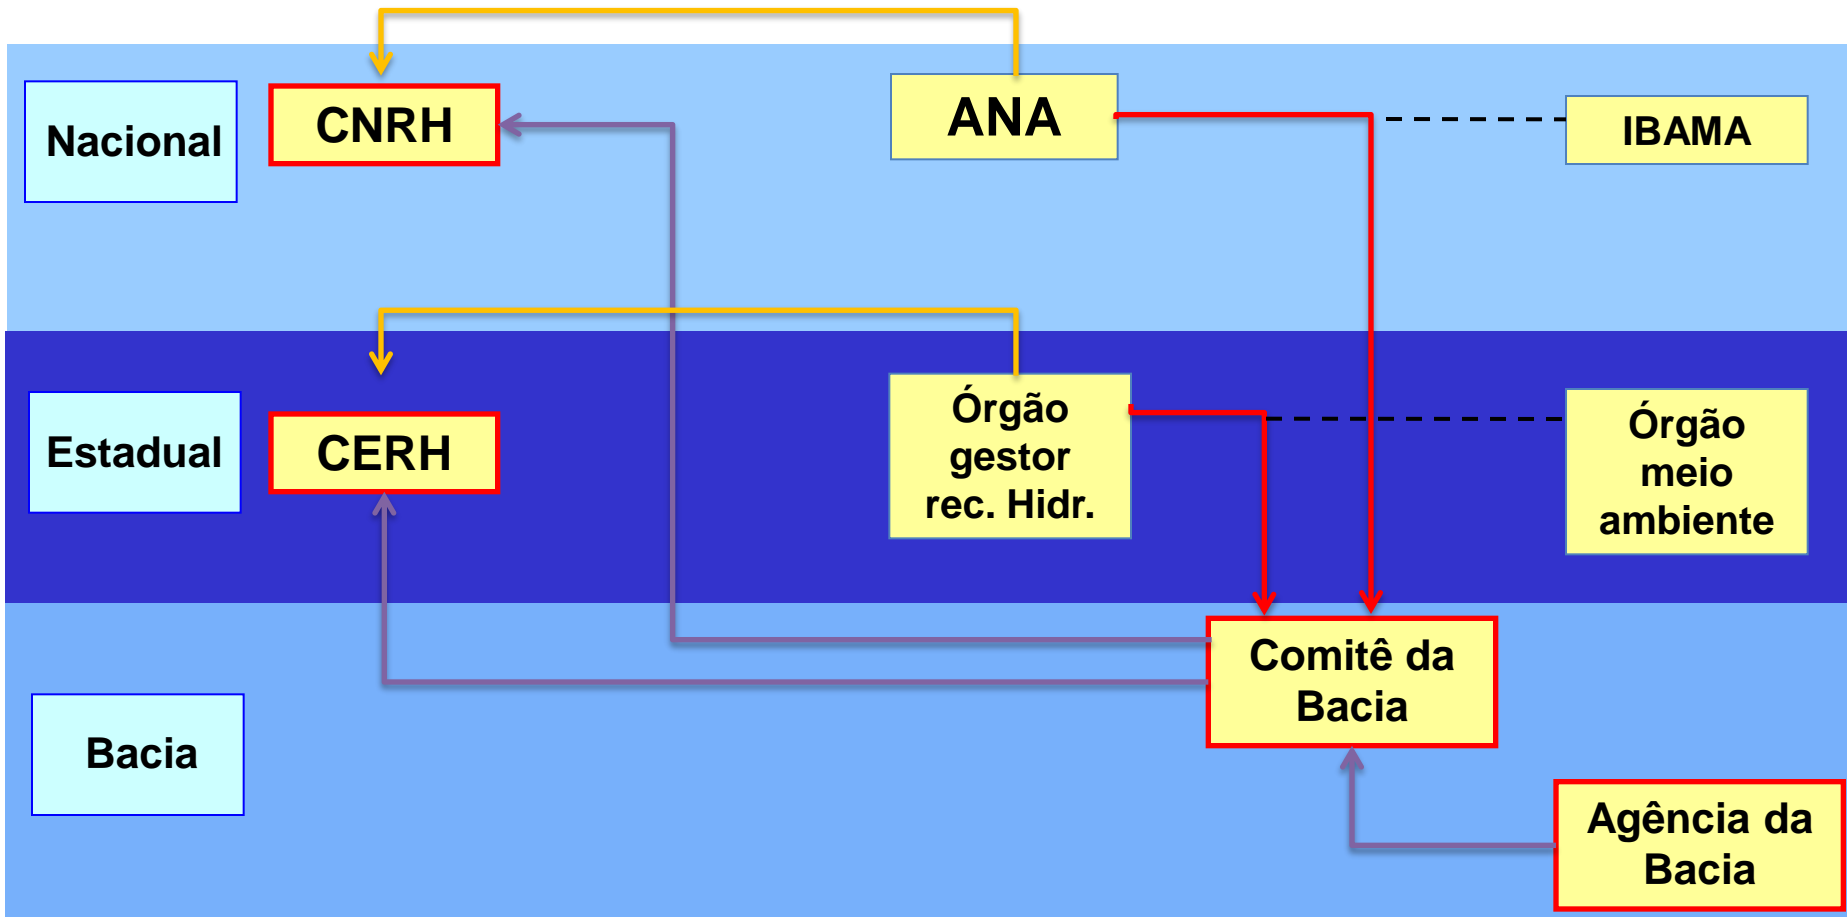 Nacional
CNRH
ANA
IBAMA
Estadual
CERH
Órgão
gestor
rec. Hidr.
Órgão
meio
ambiente
Bacia
Comitê da
Bacia
Agência da
Bacia